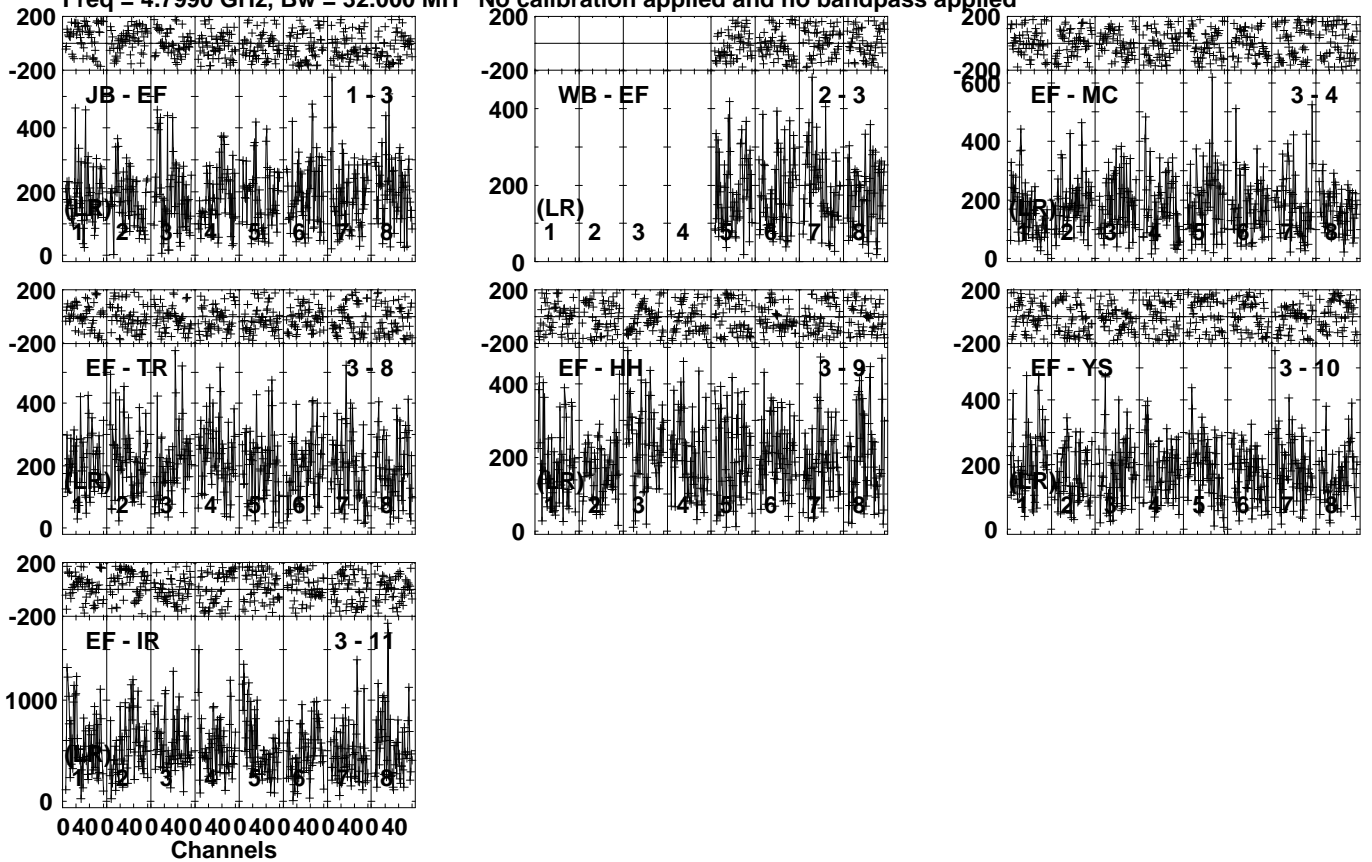 Freq = 4.7990 GHz, Bw = 32.000 MH No calibration applied and no bandpass applied
200
-200
JB - EF 1 - 3
400
200
(LR)
0
1 2 3 4 5 6 7 8
200
-200
WB - EF 2 - 3
400
200
(LR)
0
1 2 3 4 5 6 7 8
200
-200
600
EF - MC 3 - 4
400
200
(LR)
0
1 2 3 4 5 6 7 8
200
-200
EF - TR 3 - 8
400
200
(LR)
0
1 2 3 4 5 6 7 8
200
-200
EF - HH 3 - 9
400
200
(LR)
0
1 2 3 4 5 6 7 8
200
-200
EF - YS 3 - 10
400
200
(LR)
0
1 2 3 4 5 6 7 8
200
-200
EF - IR 3 - 11
1000
(LR)
0
1 2 3 4 5 6 7 8
0 40 0 40 0 40 0 40 0 40 0 40 0 40 0 40
Channels